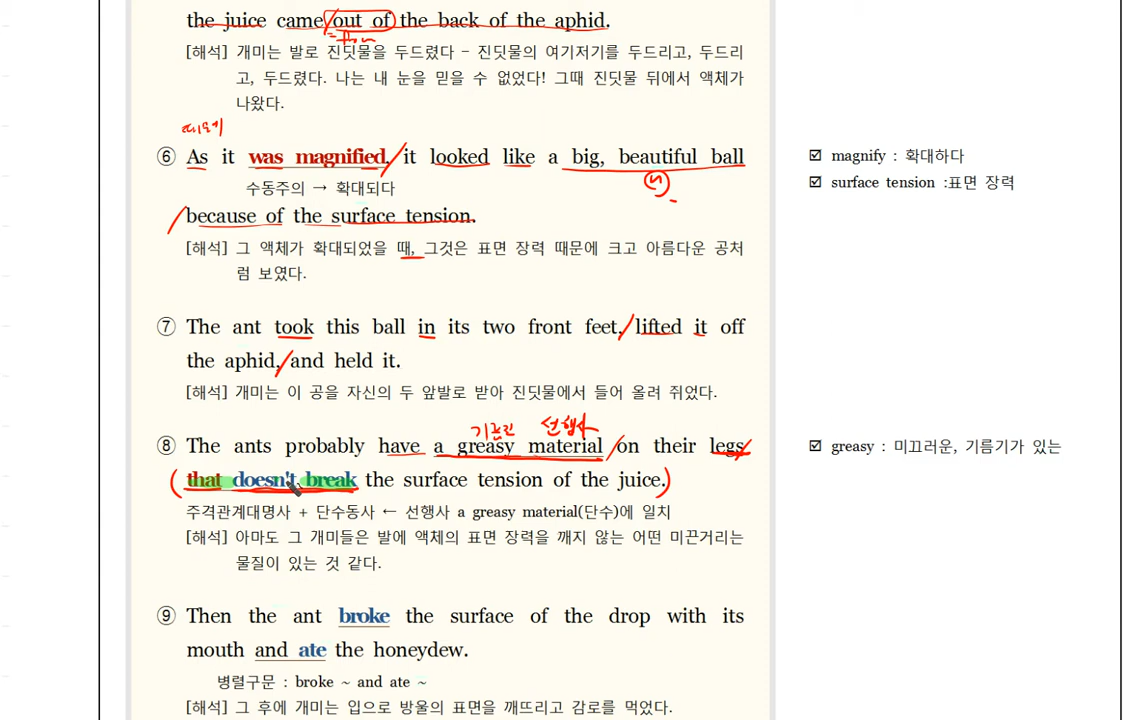 the juice came out of the back of the aphid.
= from
[해석] 개미는 발로 진딧물을 두드렸다 – 진딧물의 여기저기를 두드리고, 두드리
고, 두드렸다. 나는 내 눈을 믿을 수 없었다! 그때 진딧물 뒤에서 액체가
나왔다.
때문에
⑥ As it was magnified, it looked like a big, beautiful ball
☑ magnify : 확대하다
수동주의 → 확대되다
☑ surface tension :표면 장력
because of the surface tension.
[해석] 그 액체가 확대되었을 때, 그것은 표면 장력 때문에 크고 아름다운 공처
럼 보였다.
⑦ The ant took this ball in its two front feet, lifted it off
the aphid, and held it.
[해석] 개미는 이 공을 자신의 두 앞발로 받아 진딧물에서 들어 올려 쥐었다.
선행사
⑧ The ants probably have a greasy material on their legs
☑ greasy : 미끄러운, 기름기가 있는
that doesn't break the surface tension of the juice.
주격관계대명사 + 단수동사 ← 선행사 a greasy material(단수)에 일치
[해석] 아마도 그 개미들은 발에 액체의 표면 장력을 깨지 않는 어떤 미끈거리는
물질이 있는 것 같다.
⑨ Then the ant broke the surface of the drop with its
mouth and ate the honeydew.
병렬구문 : broke ~ and ate ~
[해석] 그 후에 개미는 입으로 방울의 표면을 깨뜨리고 감로를 먹었다.